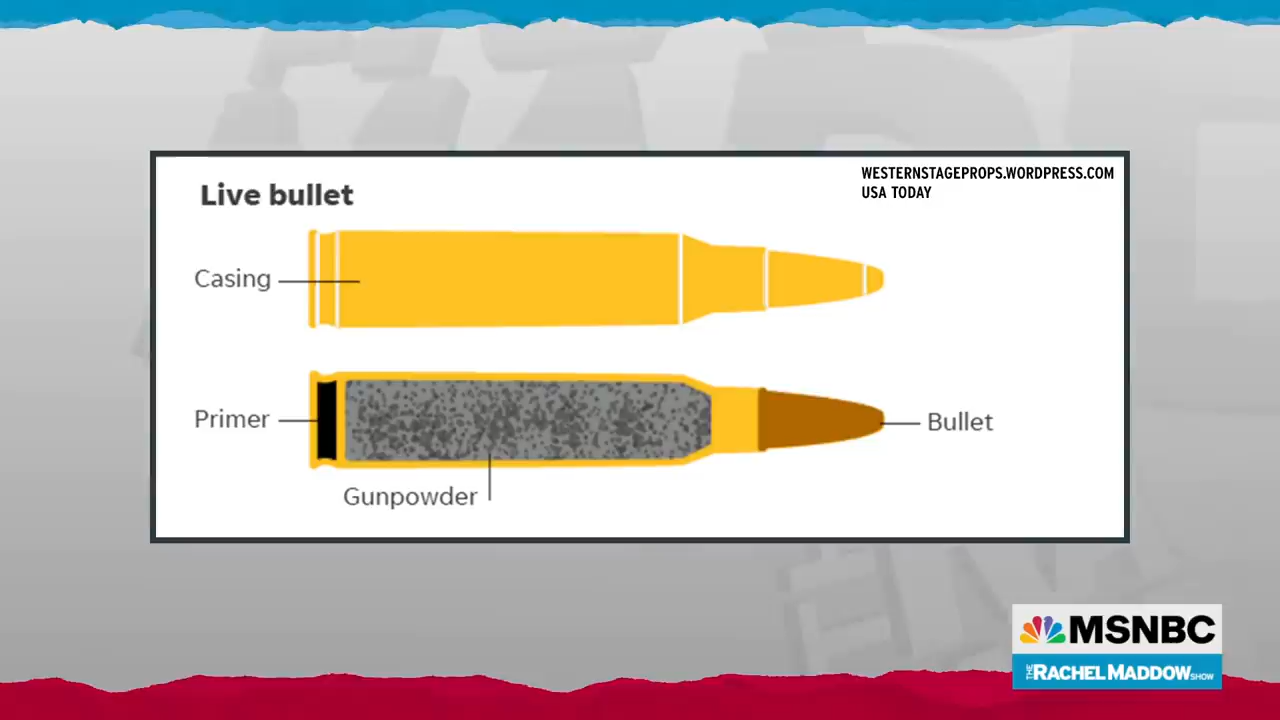 Live bullet
WESTERNSTAGEPROPS.WORDPRESS.COM
USA TODAY
Casing
Primer
Bullet
Gunpowder
MSNBC
THE RACHEL MADDOW SHOW